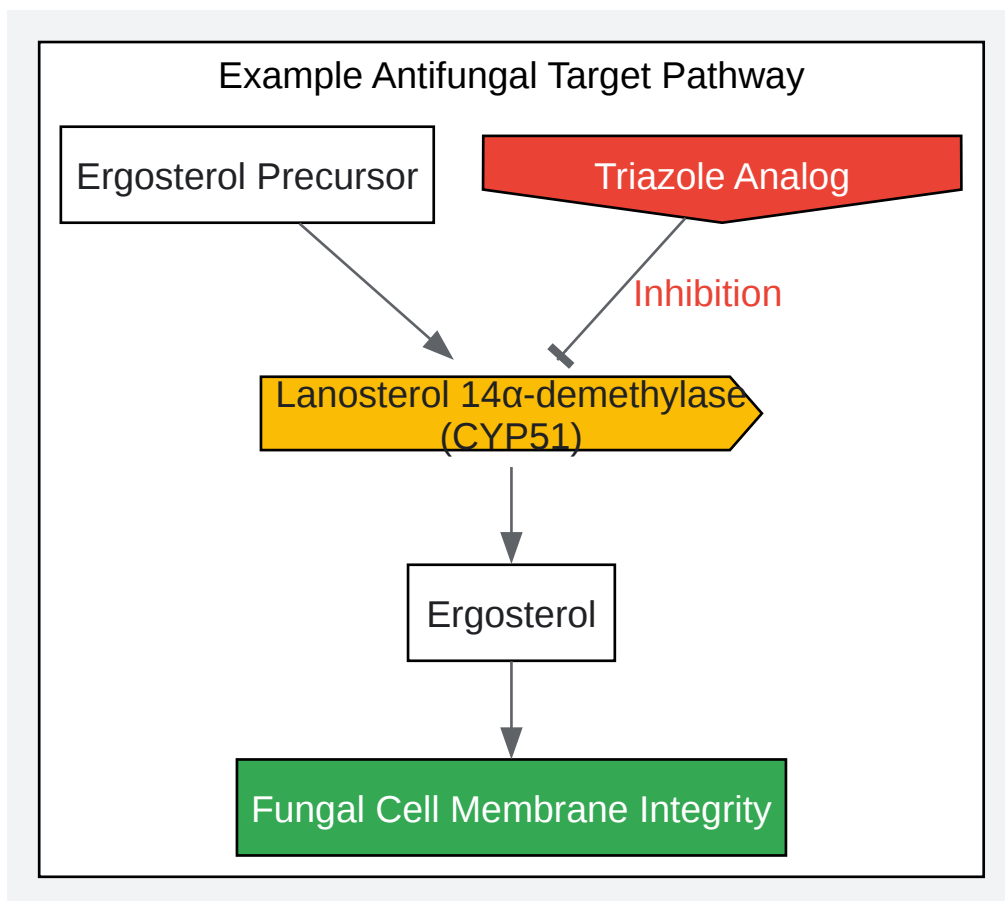 Example Antifungal Target Pathway
Ergosterol Precursor
Triazole Analog
Inhibition
Lanosterol 14α-demethylase
(CYP51)
Ergosterol
Fungal Cell Membrane Integrity